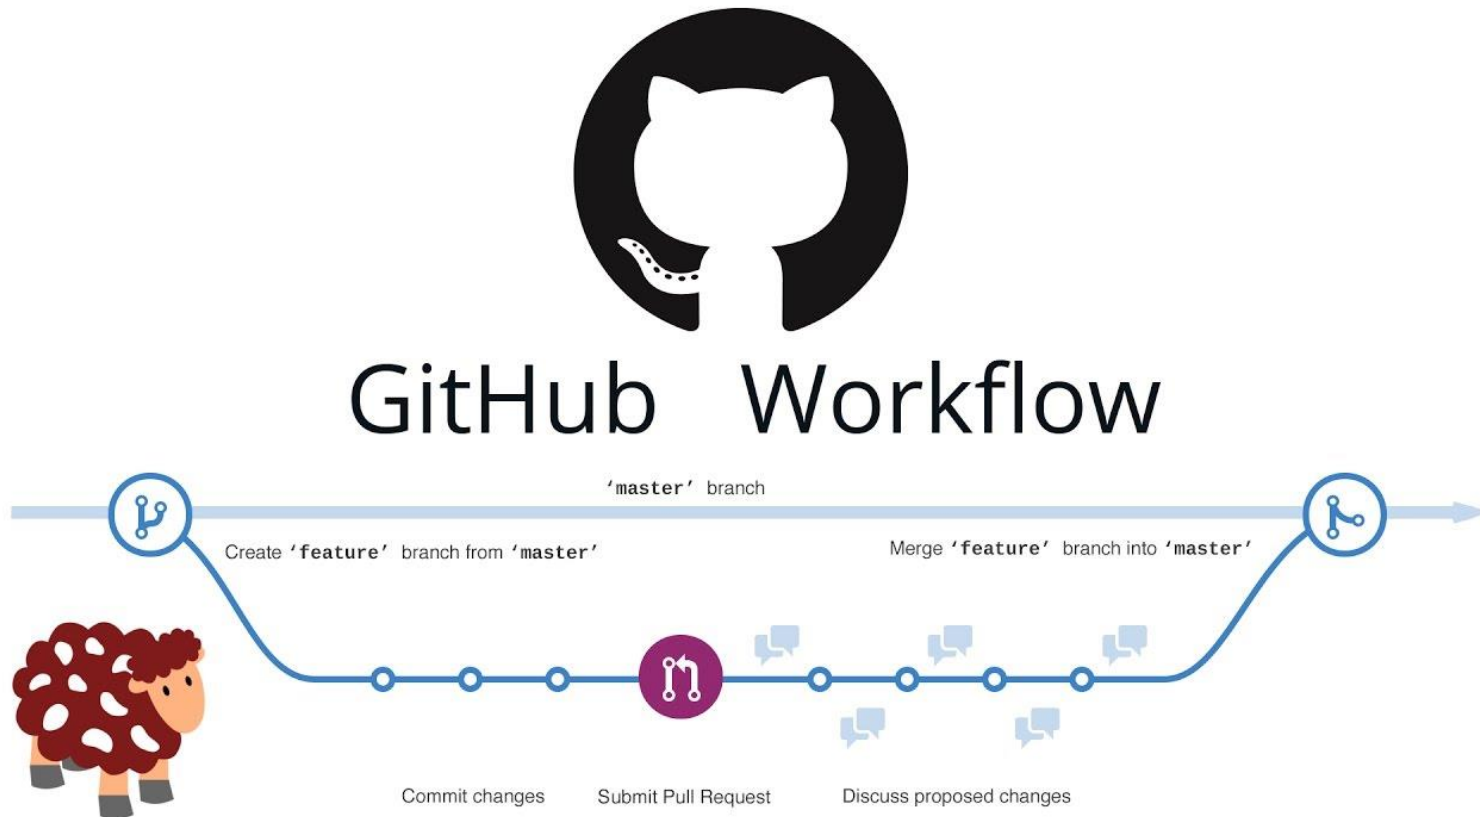 GitHub Workflow
‘master’ branch
Create ‘feature’ branch from ‘master’
Merge ‘feature’ branch into ‘master’
Commit changes
Submit Pull Request
Discuss proposed changes